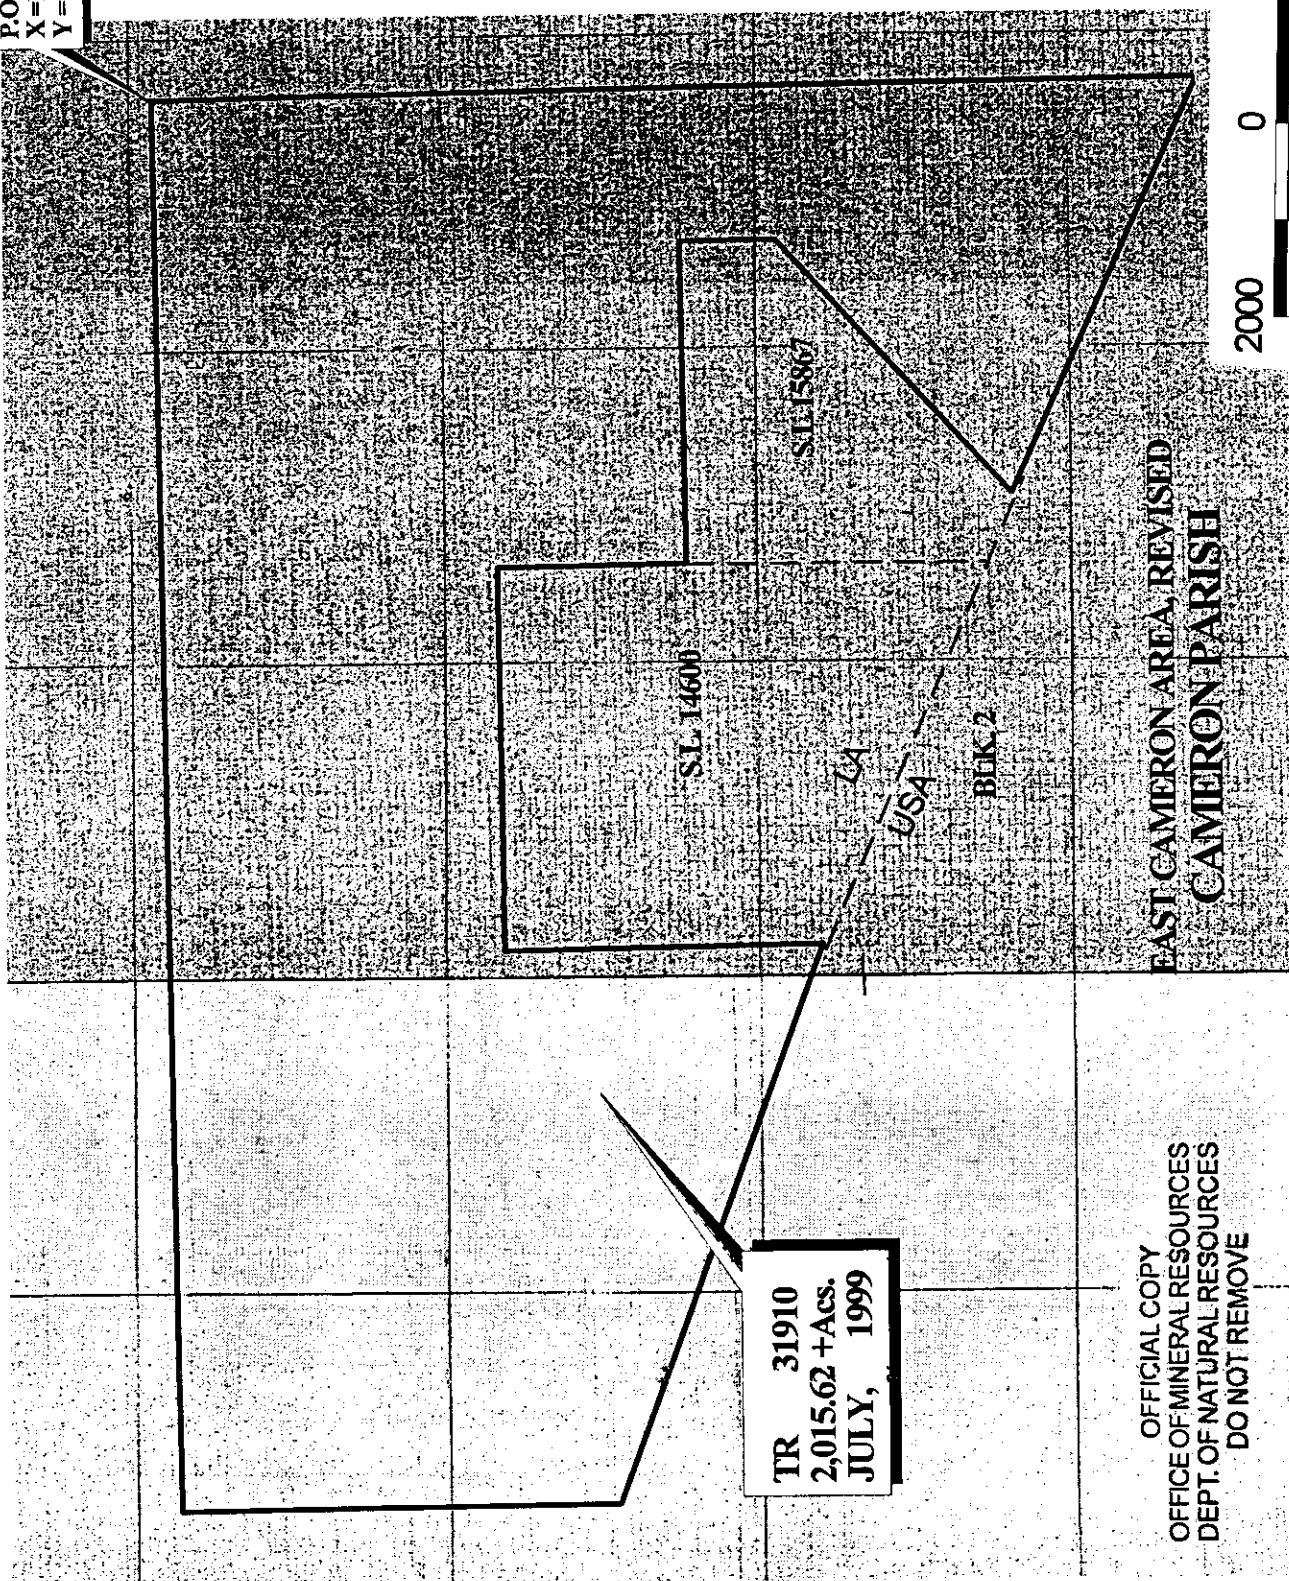 P.O
X =
Y =
S.L. 14600
S.L. 15867
LA
USA
BLK. 2
TR 31910
2,015.62 +Acs.
JULY, 1999
EAST CAMERON AREA, REVISED
CAMERON PARISH
2000 0
OFFICIAL COPY
OFFICE OF MINERAL RESOURCES
DEPT. OF NATURAL RESOURCES
DO NOT REMOVE